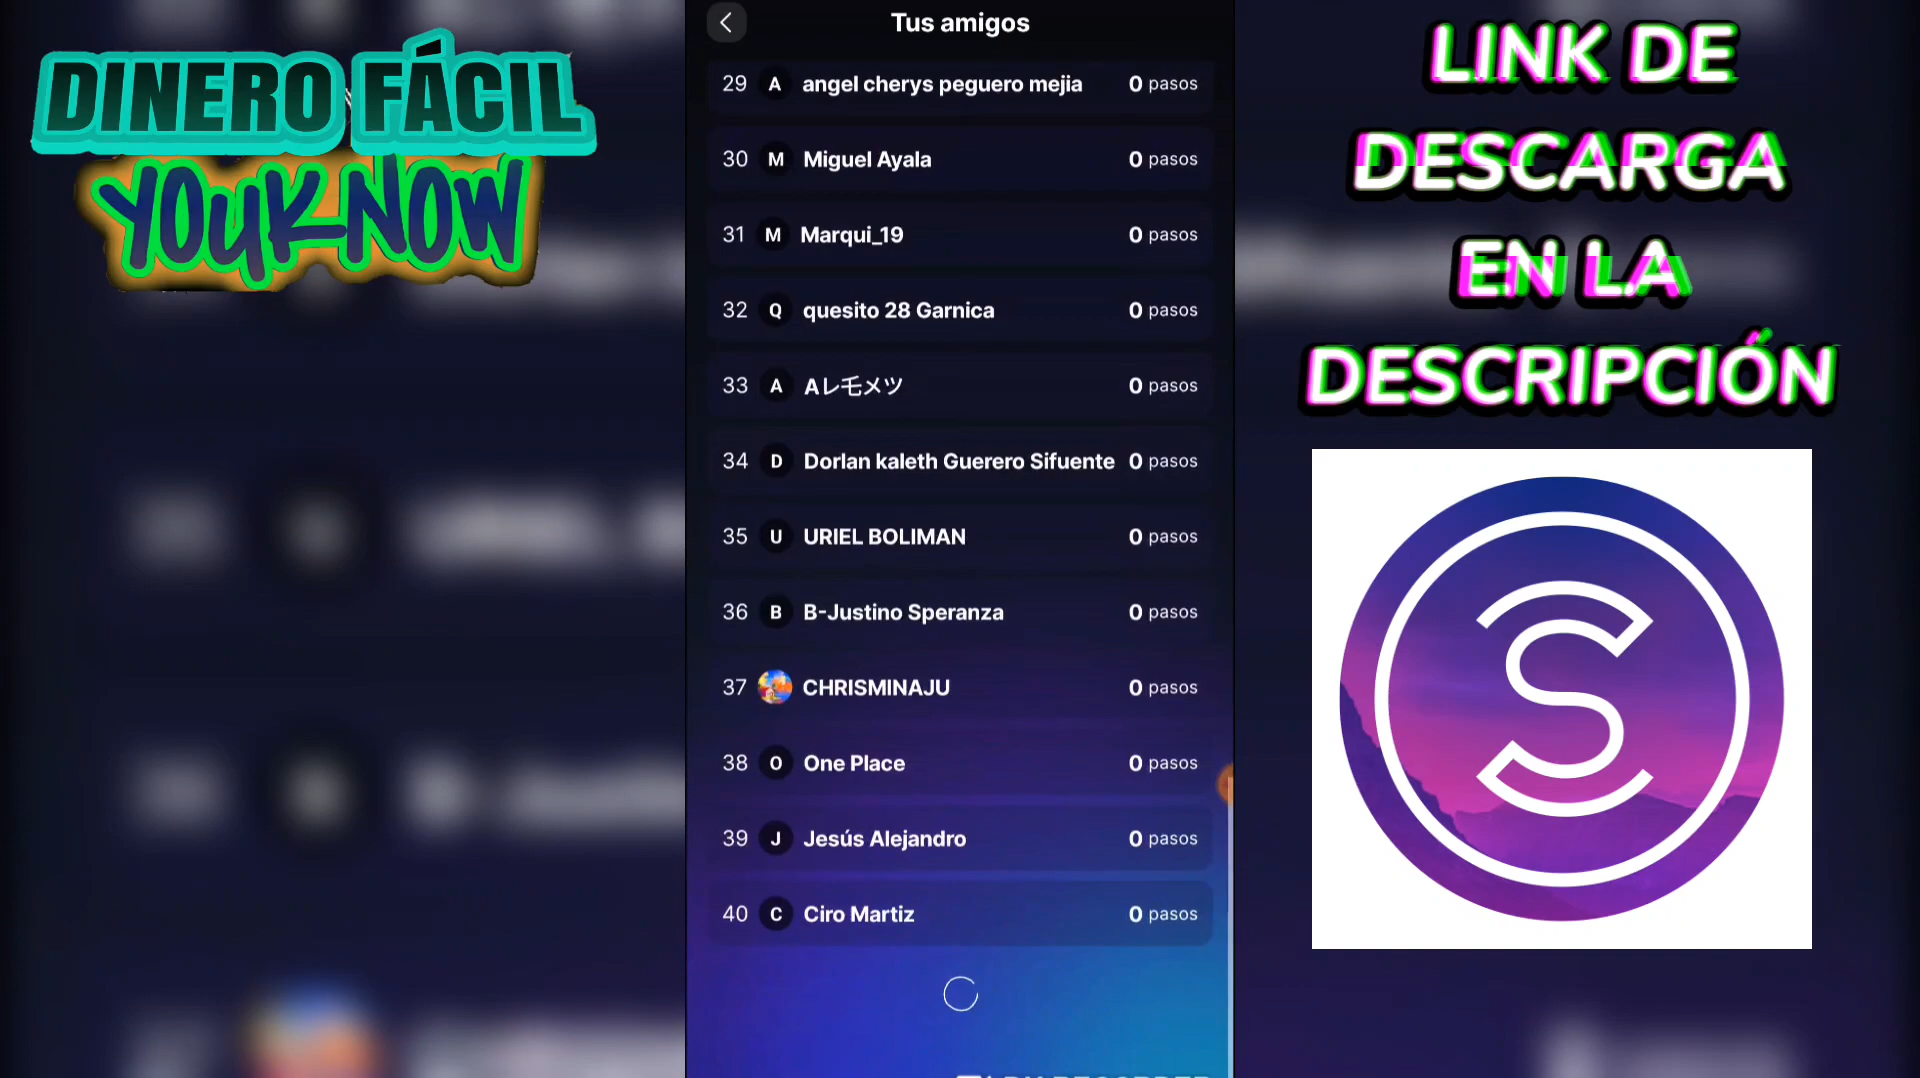 DINERO FÁCIL
YOUKNOW
Tus amigos
29 A angel cherys peguero mejia 0 pasos
30 M Miguel Ayala 0 pasos
31 M Marqui_19 0 pasos
32 Q quesito 28 Garnica 0 pasos
33 A Aレモメツ 0 pasos
34 D Dorlan kaleth Guerero Sifuente 0 pasos
35 U URIEL BOLIMAN 0 pasos
36 B B-Justino Speranza 0 pasos
37 CHRISMINAJU 0 pasos
38 O One Place 0 pasos
39 J Jesús Alejandro 0 pasos
40 C Ciro Martiz 0 pasos
LINK DE
DESCARGA
EN LA
DESCRIPCIÓN
S